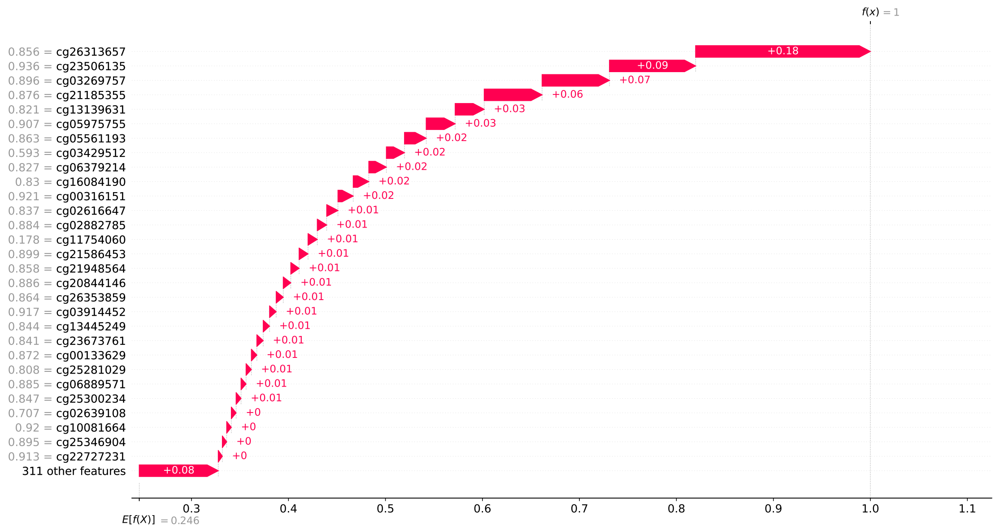 f(x) = 1
0.856 = cg26313657 +0.18
0.936 = cg23506135 +0.09
0.896 = cg03269757 +0.07
0.876 = cg21185355 +0.06
0.821 = cg13139631 +0.03
0.907 = cg05975755 +0.03
0.863 = cg05561193 +0.02
0.593 = cg03429512 +0.02
0.827 = cg06379214 +0.02
0.83 = cg16084190 +0.02
0.921 = cg00316151 +0.02
0.837 = cg02616647 +0.01
0.884 = cg02882785 +0.01
0.178 = cg11754060 +0.01
0.899 = cg21586453 +0.01
0.858 = cg21948564 +0.01
0.886 = cg20844146 +0.01
0.864 = cg26353859 +0.01
0.917 = cg03914452 +0.01
0.844 = cg13445249 +0.01
0.841 = cg23673761 +0.01
0.872 = cg00133629 +0.01
0.808 = cg25281029 +0.01
0.885 = cg06889571 +0.01
0.847 = cg25300234 +0.01
0.707 = cg02639108 +0
0.92 = cg10081664 +0
0.895 = cg25346904 +0
0.913 = cg22727231 +0
311 other features +0.08
0.3 0.4 0.5 0.6 0.7 0.8 0.9 1.0 1.1
E[f(X)] = 0.246